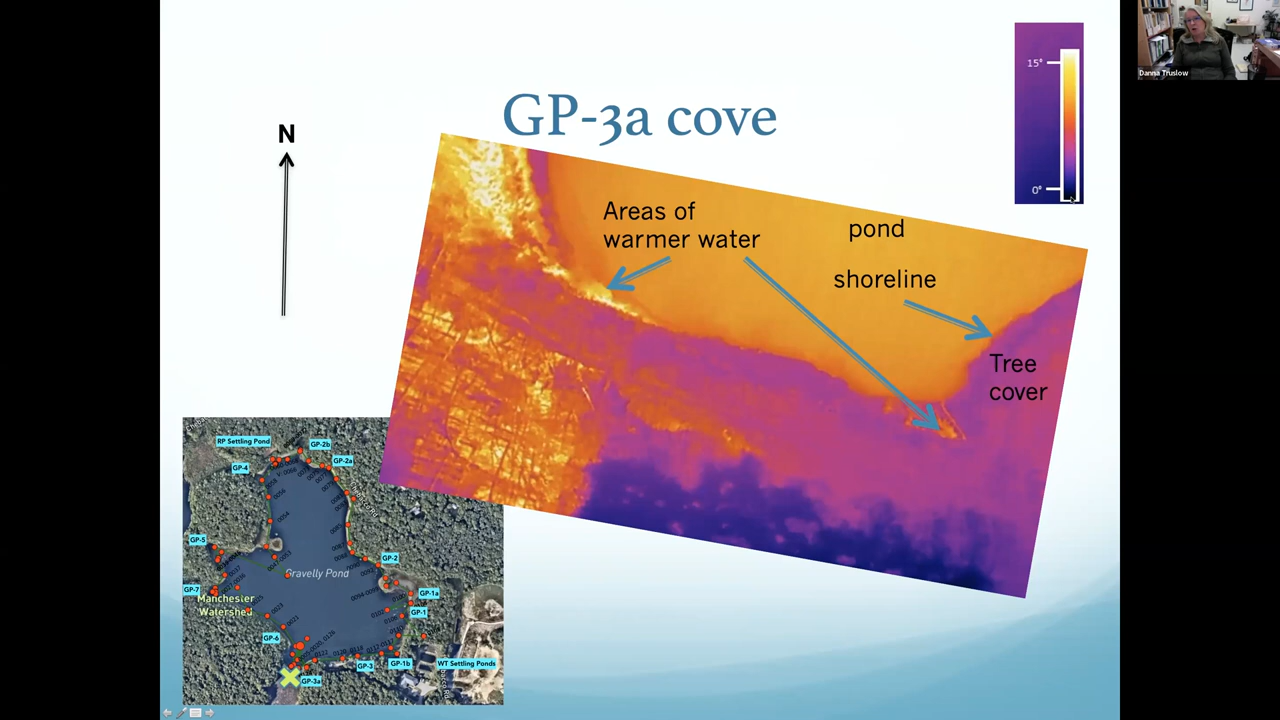 GP-3a cove
N
15°
0°
Danna Truslow
Areas of
warmer water
pond
shoreline
Tree
cover
RP Settling Pond
GP-2b
GP-4
GP-2a
GP-5
GP-2
Gravelly Pond
GP-7
GP-1a
Manchester
Watershed
GP-1
GP-6
GP-3
GP-1b
WT Settling Ponds
GP-3a